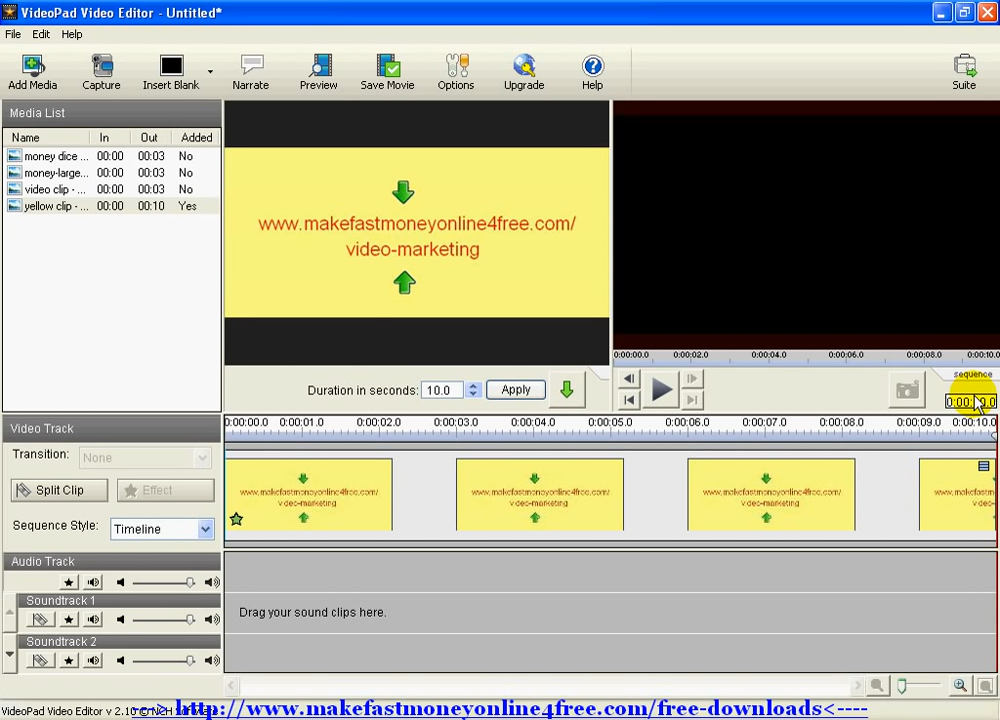 VideoPad Video Editor - Untitled*
File Edit Help
Add Media Capture Insert Blank Narrate Preview Save Movie Options Upgrade Help Suite
Media List
Name In Out Added
money dice ... 00:00 00:03 No
money-large... 00:00 00:03 No
video clip - ... 00:00 00:03 No
yellow clip - ... 00:00 00:10 Yes
www.makefastmoneyonline4free.com/
video-marketing
0:00:00.0 0:00:02.0 0:00:04.0 0:00:06.0 0:00:08.0 0:00:10.0
sequence
Duration in seconds: 10.0 Apply
Video Track
0:00:00.0 0:00:01.0 0:00:02.0 0:00:03.0 0:00:04.0 0:00:05.0 0:00:06.0 0:00:07.0 0:00:08.0 0:00:09.0 0:00:10.0
Transition: None
Split Clip Effect
www.makefastmoneyonline4free.com/
video-marketing
www.makefastmoneyonline4free.com/
video-marketing
www.makefastmoneyonline4free.com/
video-marketing
Sequence Style: Timeline
Audio Track
Soundtrack 1
Drag your sound clips here.
Soundtrack 2
VideoPad Video Editor v 2.10 © NCH
---> http://www.makefastmoneyonline4free.com/free-downloads<----